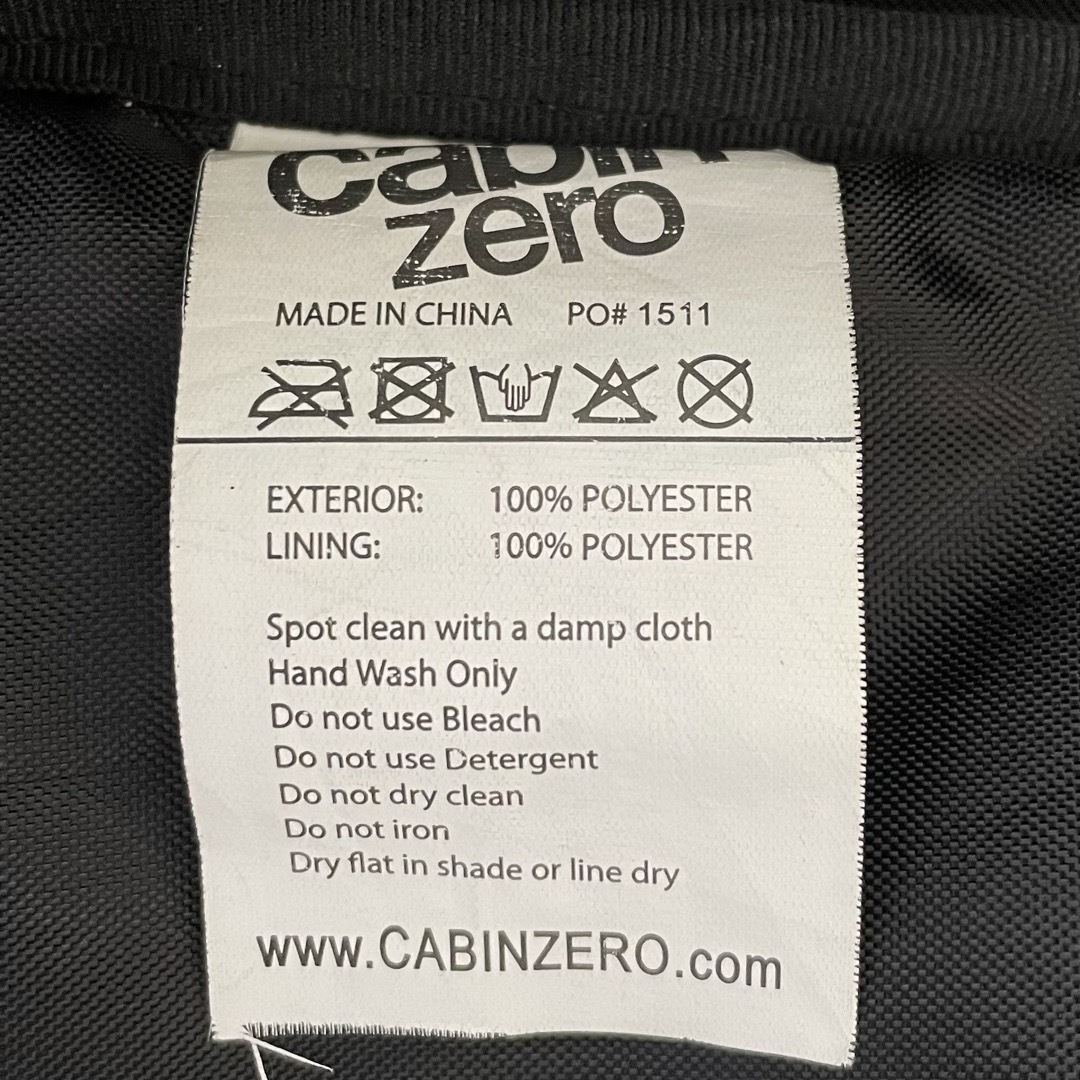 cabin
zero
MADE IN CHINA PO# 1511
EXTERIOR: 100% POLYESTER
LINING: 100% POLYESTER
Spot clean with a damp cloth
Hand Wash Only
Do not use Bleach
Do not use Detergent
Do not dry clean
Do not iron
Dry flat in shade or line dry
www.CABINZERO.com